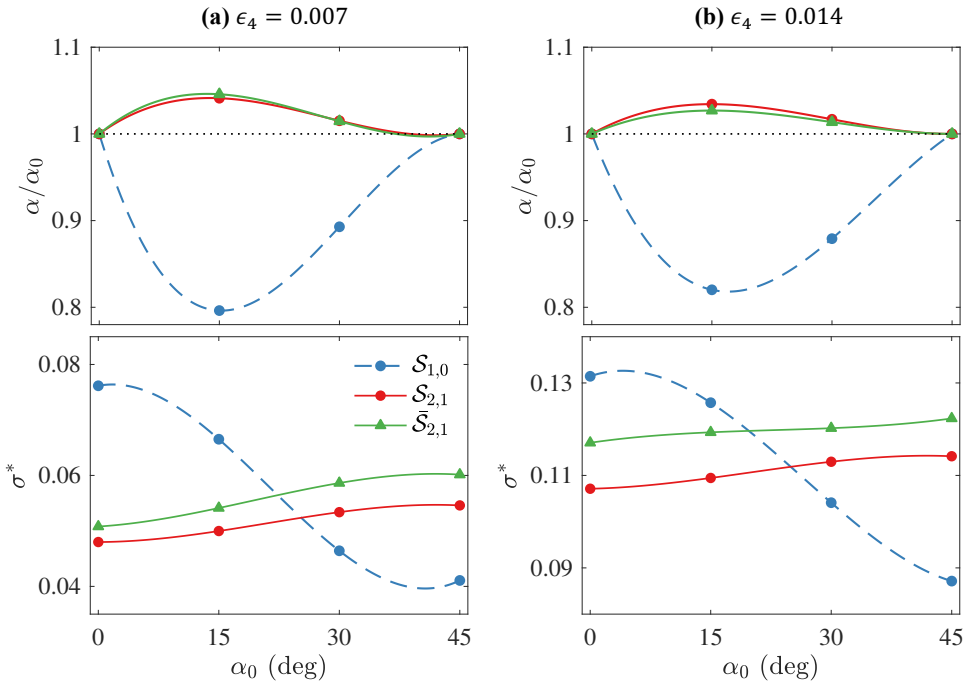 (a) ϵ₄ = 0.007
(b) ϵ₄ = 0.014
1.1
1
0.9
0.8
α/α₀
1.1
1
0.9
0.8
α/α₀
0.08
0.06
0.04
σ*
S₁,₀
S₂,₁
S̄₂,₁
0 15 30 45
α₀ (deg)
0.13
0.11
0.09
σ*
0 15 30 45
α₀ (deg)